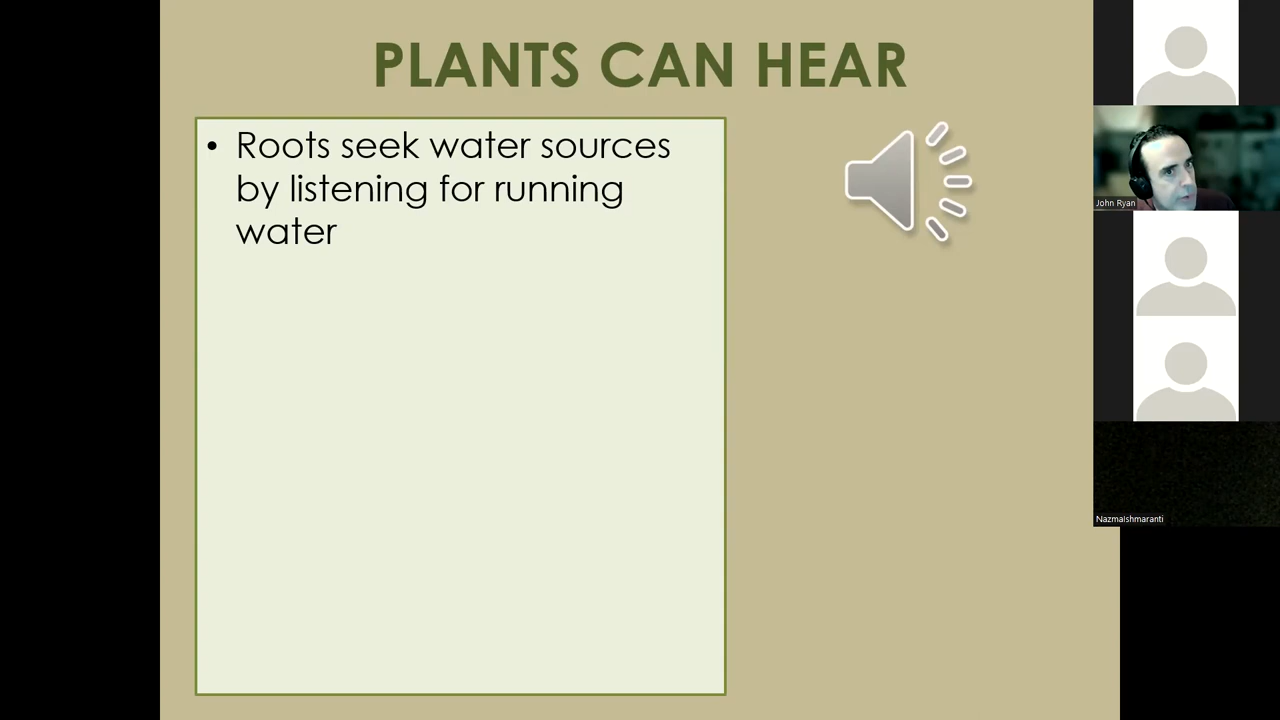 PLANTS CAN HEAR
• Roots seek water sources
by listening for running
water
John Ryan
Nazmaishmaranti